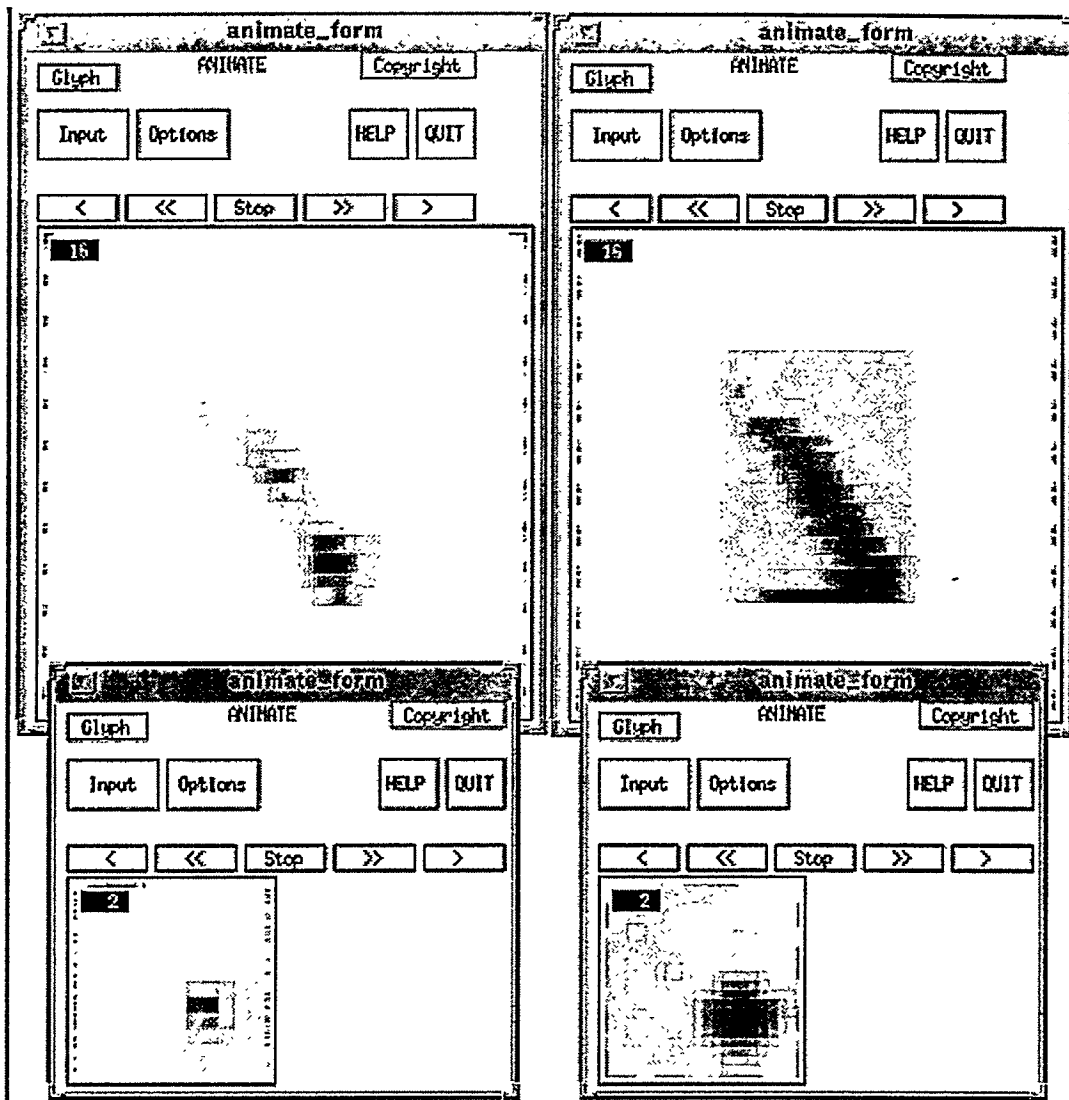 animate_form
ANIMATE
Glyph
Copyright
Input Options HELP QUIT
< << Stop >> >
animate_form
ANIMATE
Glyph
Copyright
Input Options HELP QUIT
< << Stop >> >
animate_form
ANIMATE
Glyph
Copyright
Input Options HELP QUIT
< << Stop >> >
2
animate_form
ANIMATE
Glyph
Copyright
Input Options HELP QUIT
< << Stop >> >
2